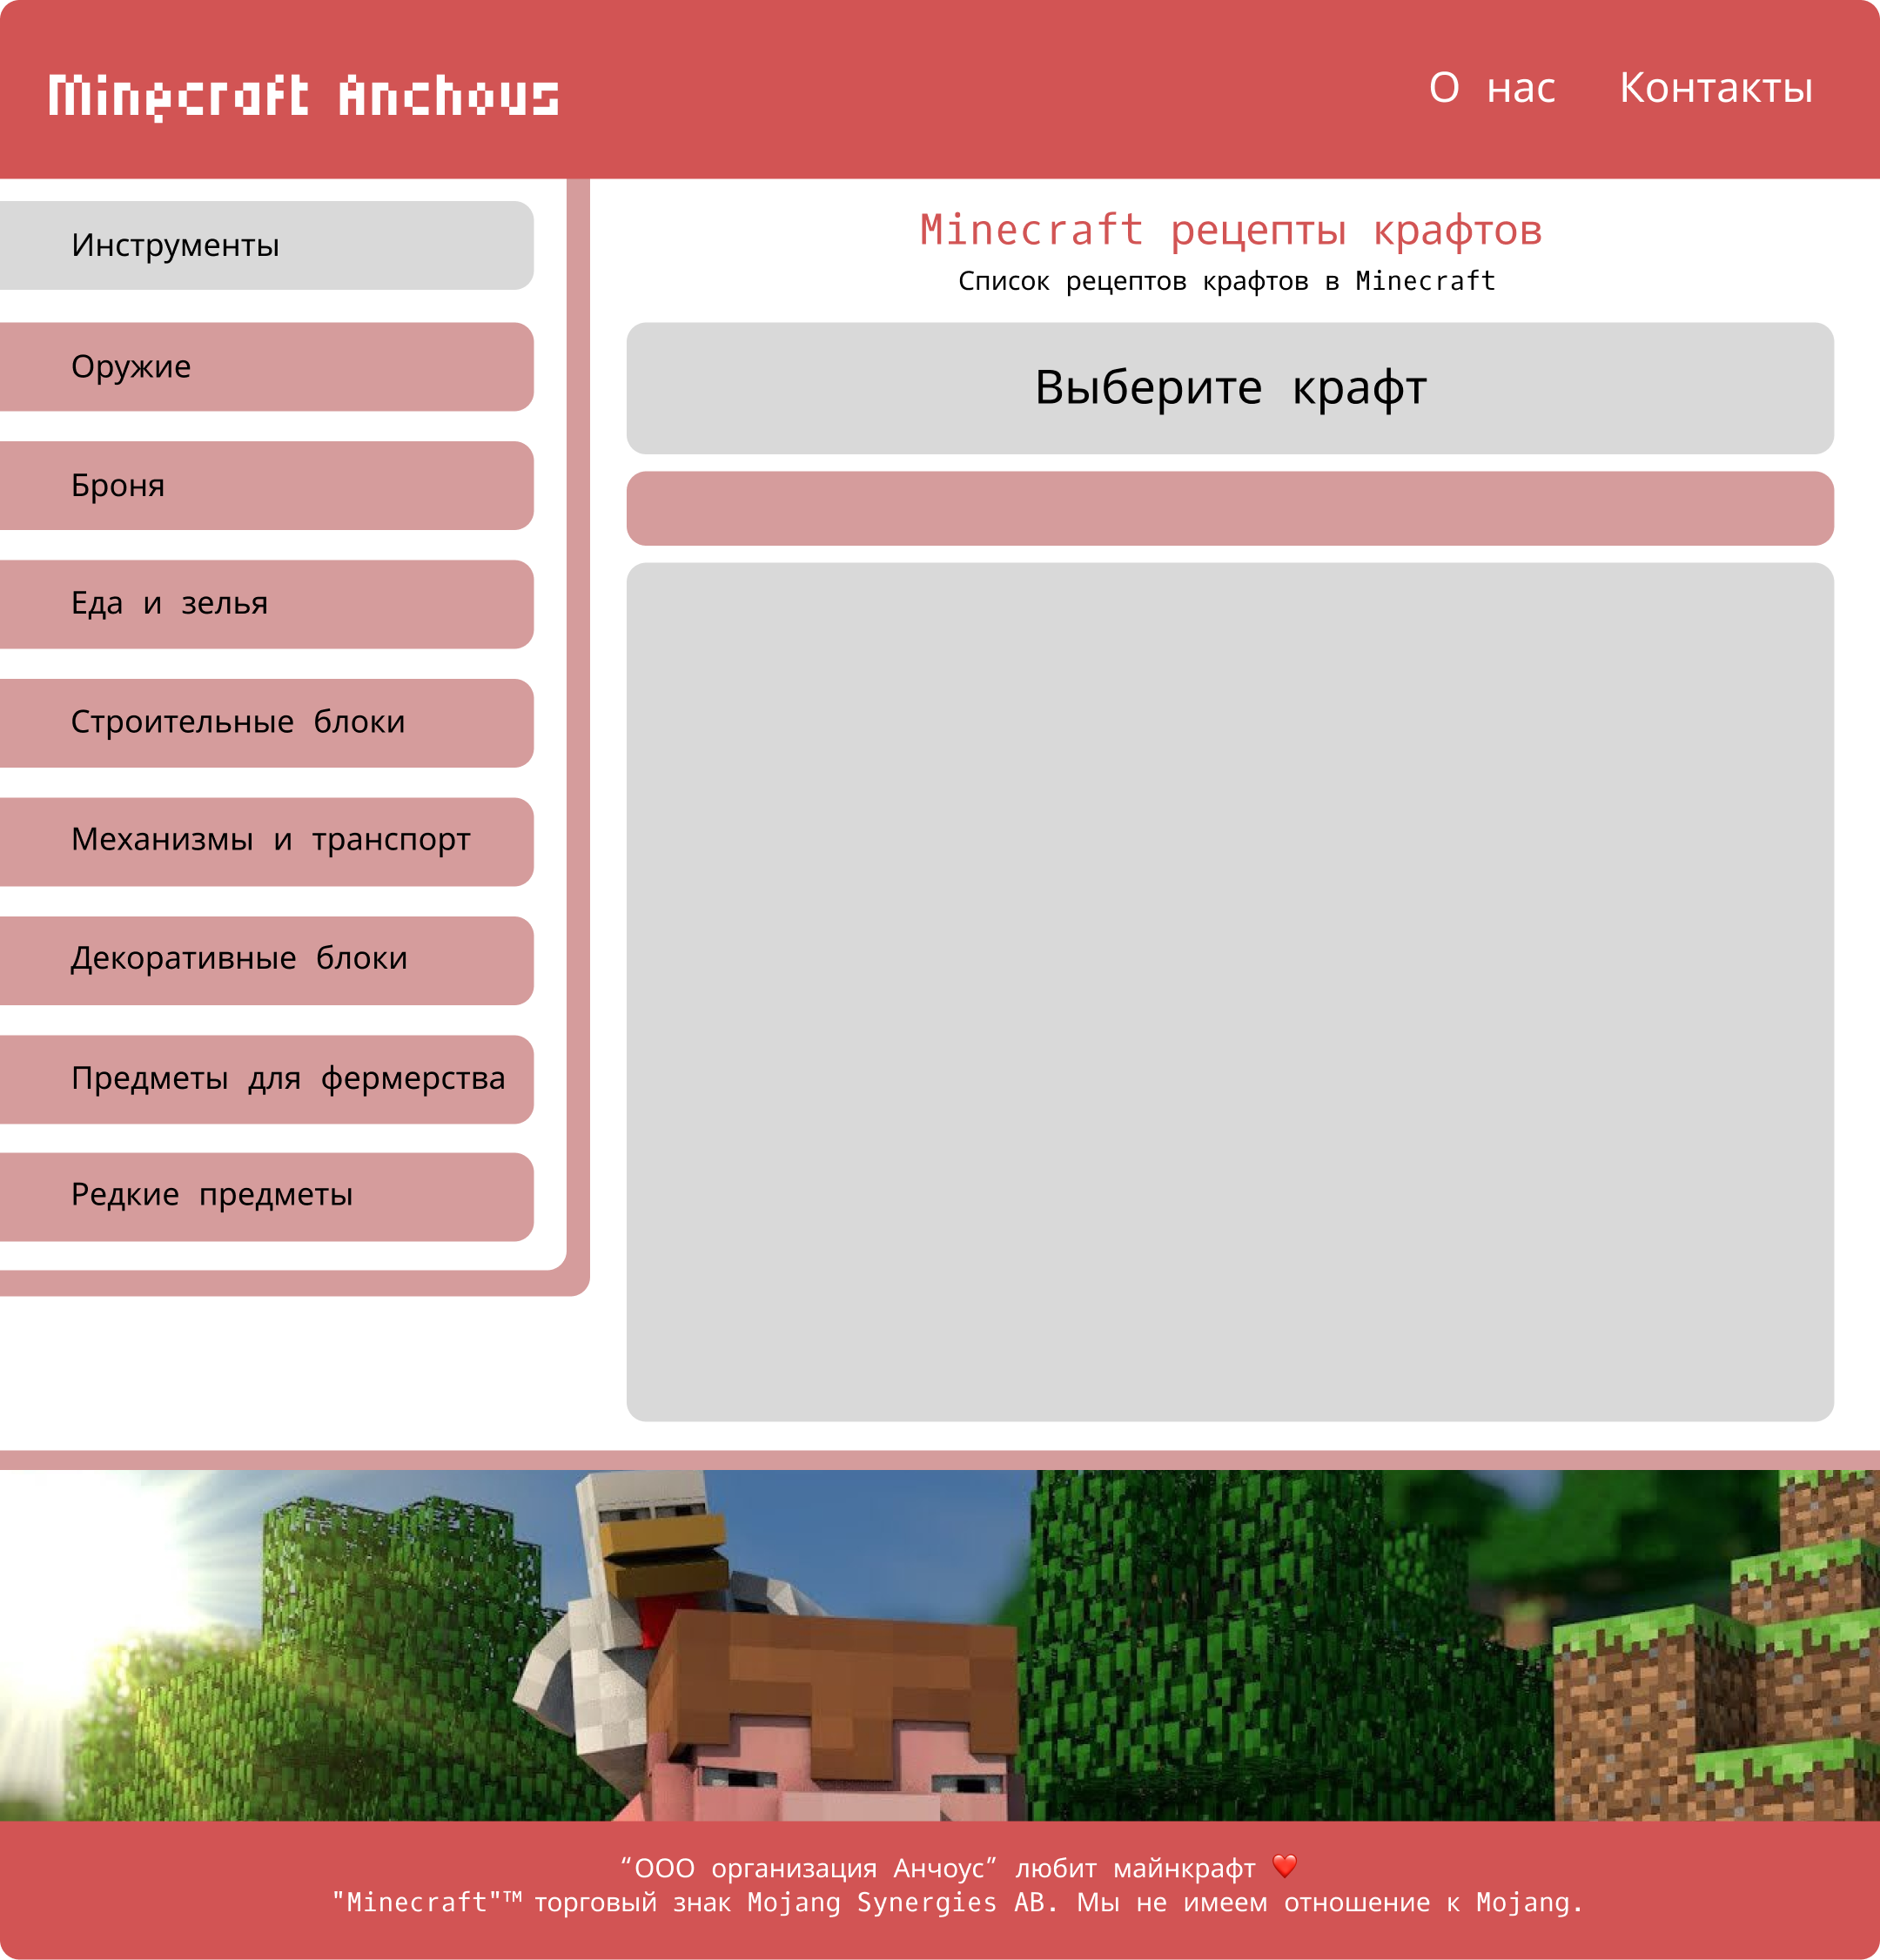 Minecraft Anchous
О нас Контакты
Инструменты
Оружие
Броня
Еда и зелья
Строительные блоки
Механизмы и транспорт
Декоративные блоки
Предметы для фермерства
Редкие предметы
Minecraft рецепты крафтов
Список рецептов крафтов в Minecraft
Выберите крафт
“ООО организация Анчоус” любит майнкрафт ❤️
"Minecraft"™ торговый знак Mojang Synergies AB. Мы не имеем отношение к Mojang.